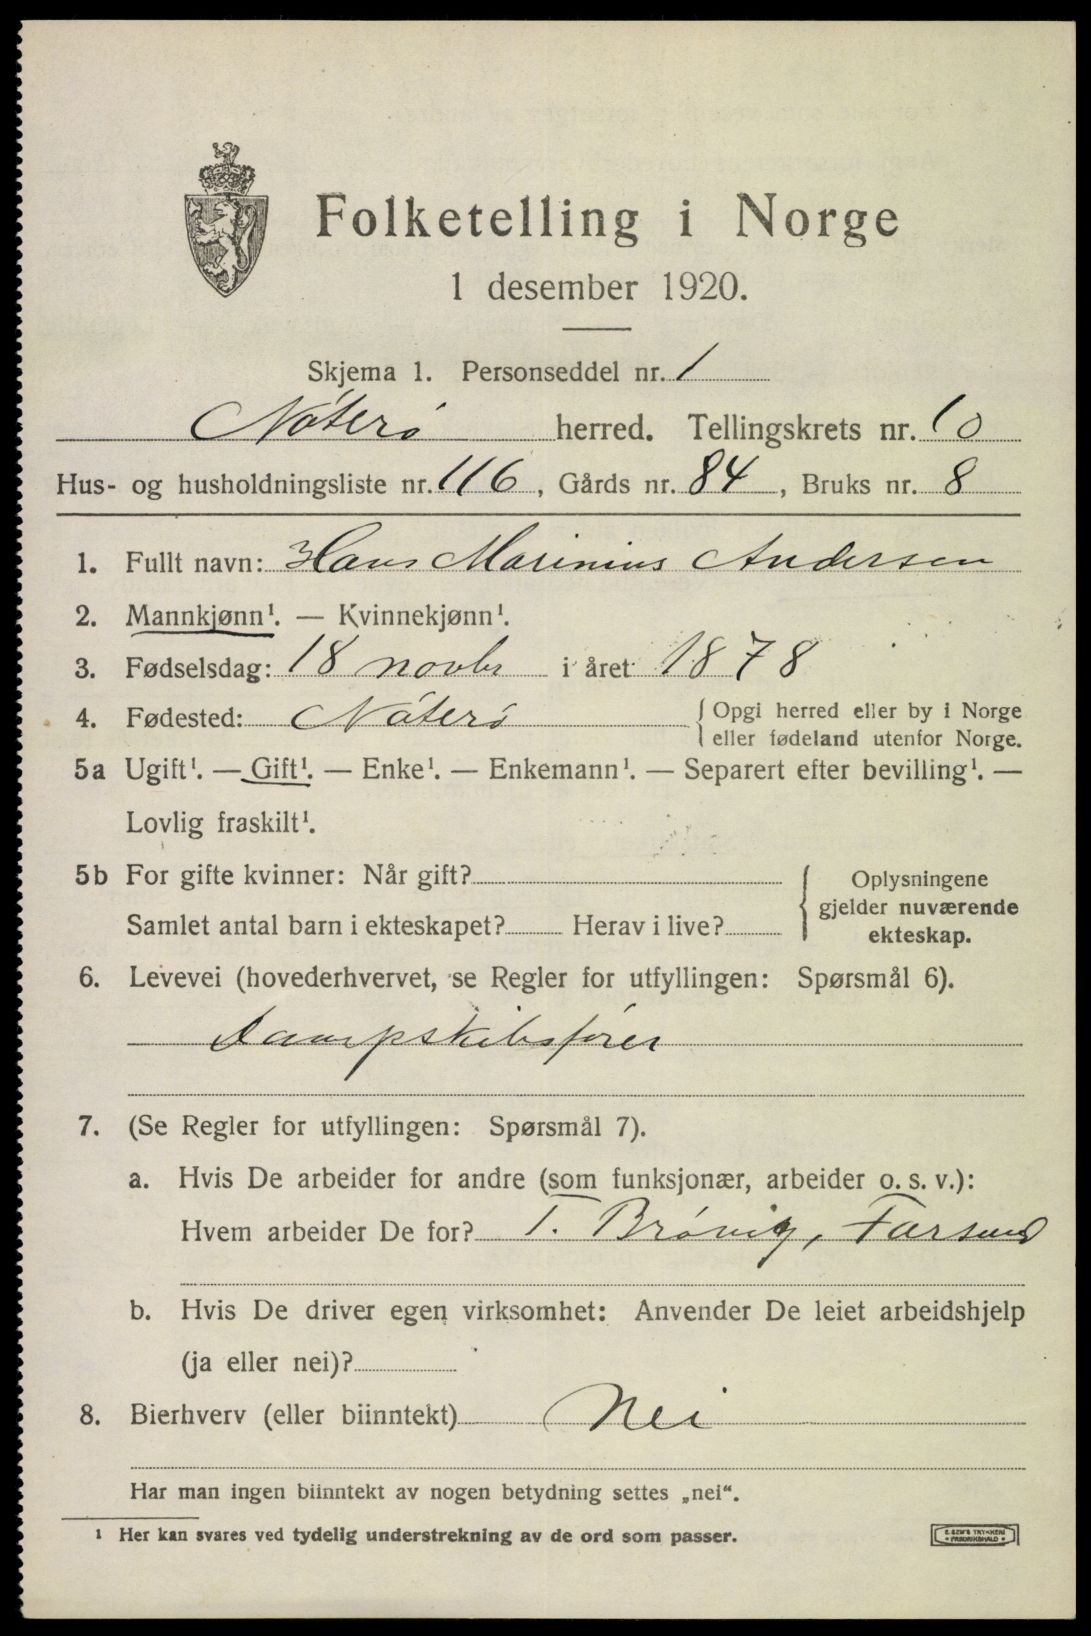 Folketelling i Norge
1 desember 1920.
Skjema 1. Personseddel nr. 1
Nøterø herred. Tellingskrets nr. 10
Hus- og husholdningsliste nr. 116, Gårds nr. 84, Bruks nr. 8
1. Fullt navn: Hans Marinius Andersen
2. Mannkjønn¹. — Kvinnekjønn¹.
3. Fødselsdag: 18 novbr i året 1878
4. Fødested: Nøterø { Opgi herred eller by i Norge
eller fødeland utenfor Norge.
5a Ugift¹. — Gift¹. — Enke¹. — Enkemann¹. — Separert efter bevilling¹. —
Lovlig fraskilt¹.
5b For gifte kvinner: Når gift?
Samlet antal barn i ekteskapet? Herav i live?
{ Oplysningene
gjelder nuværende
ekteskap.
6. Levevei (hovederhvervet, se Regler for utfyllingen: Spørsmål 6).
Dampskibsfører
7. (Se Regler for utfyllingen: Spørsmål 7).
a. Hvis De arbeider for andre (som funksjonær, arbeider o. s. v.):
Hvem arbeider De for? T. Brøvig, Farsund
b. Hvis De driver egen virksomhet: Anvender De leiet arbeidshjelp
(ja eller nei)?
8. Bierhverv (eller biinntekt) Nei
Har man ingen biinntekt av nogen betydning settes „nei“.
¹ Her kan svares ved tydelig understrekning av de ord som passer.